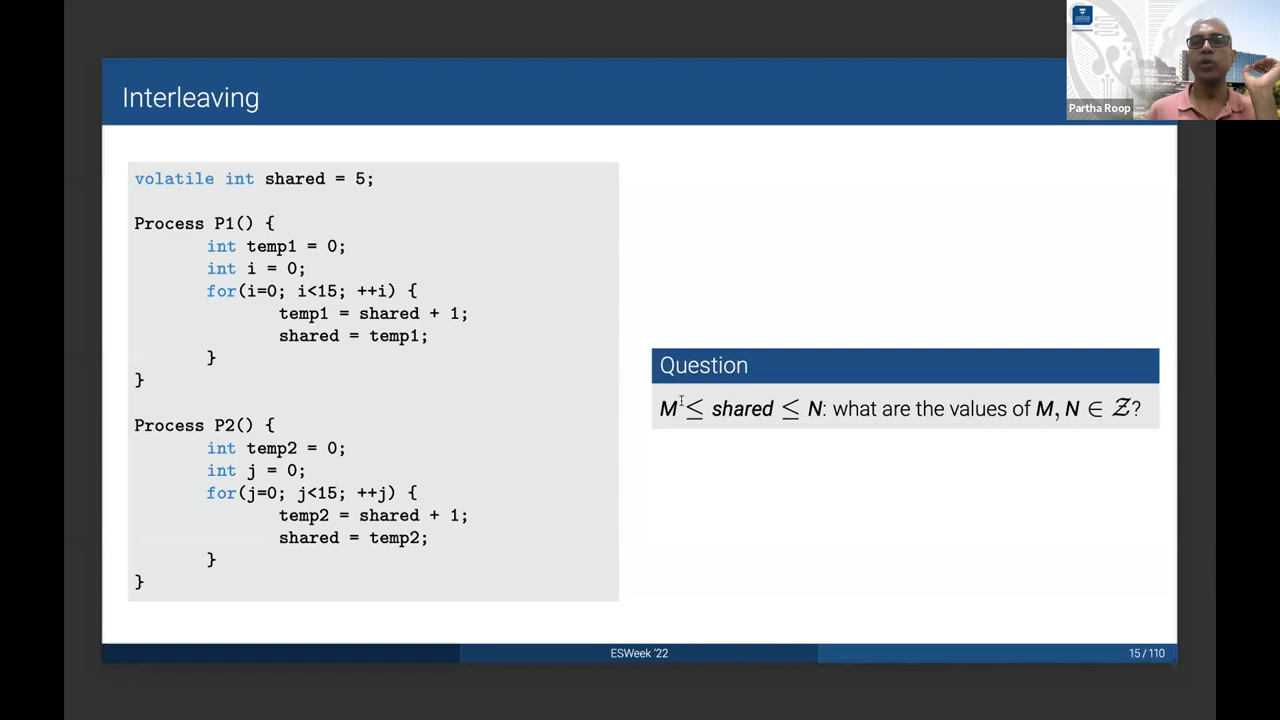 Partha Roop
Interleaving
volatile int shared = 5;
Process P1() {
int temp1 = 0;
int i = 0;
for(i=0; i<15; ++i) {
temp1 = shared + 1;
shared = temp1;
}
}
Process P2() {
int temp2 = 0;
int j = 0;
for(j=0; j<15; ++j) {
temp2 = shared + 1;
shared = temp2;
}
}
Question
M ≤ shared ≤ N: what are the values of M, N ∈ Z?
ESWeek '22
15 / 110